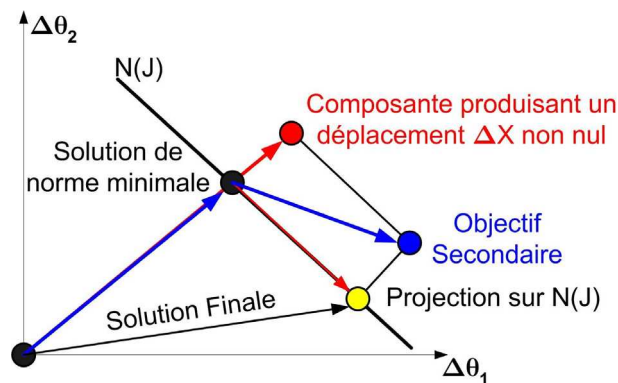 Δθ2
N(J)
Composante produisant un
déplacement ΔX non nul
Solution de
norme minimale
Objectif
Secondaire
Projection sur N(J)
Solution Finale
Δθ1